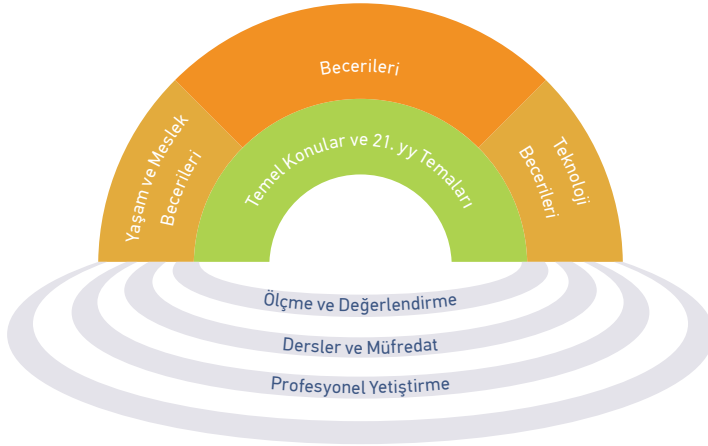 Becerileri
Yaşam ve Meslek
Becerileri
Temel Konular ve 21. yy Temaları
Teknoloji
Becerileri
Ölçme ve Değerlendirme
Dersler ve Müfredat
Profesyonel Yetiştirme